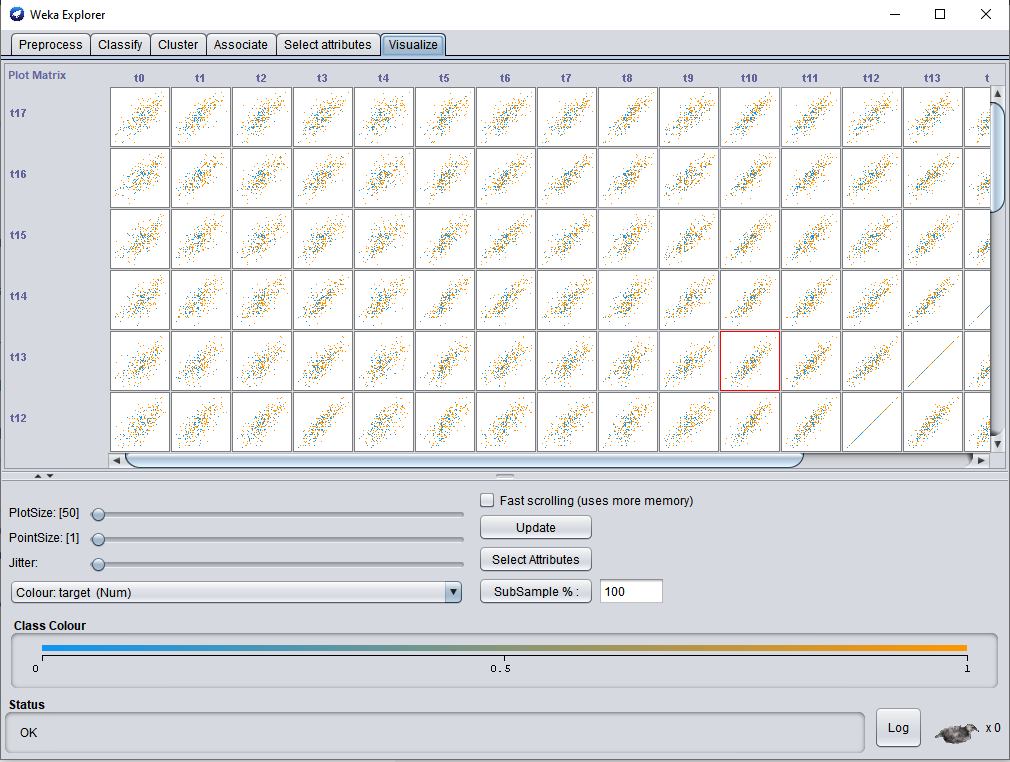 Weka Explorer
Preprocess Classify Cluster Associate Select attributes Visualize
Plot Matrix t0 t1 t2 t3 t4 t5 t6 t7 t8 t9 t10 t11 t12 t13 t
t17
t16
t15
t14
t13
t12
PlotSize: [50]
PointSize: [1]
Jitter:
Colour: target (Num)
Fast scrolling (uses more memory)
Update
Select Attributes
SubSample % : 100
Class Colour
0 0.5 1
Status
OK
Log
x 0